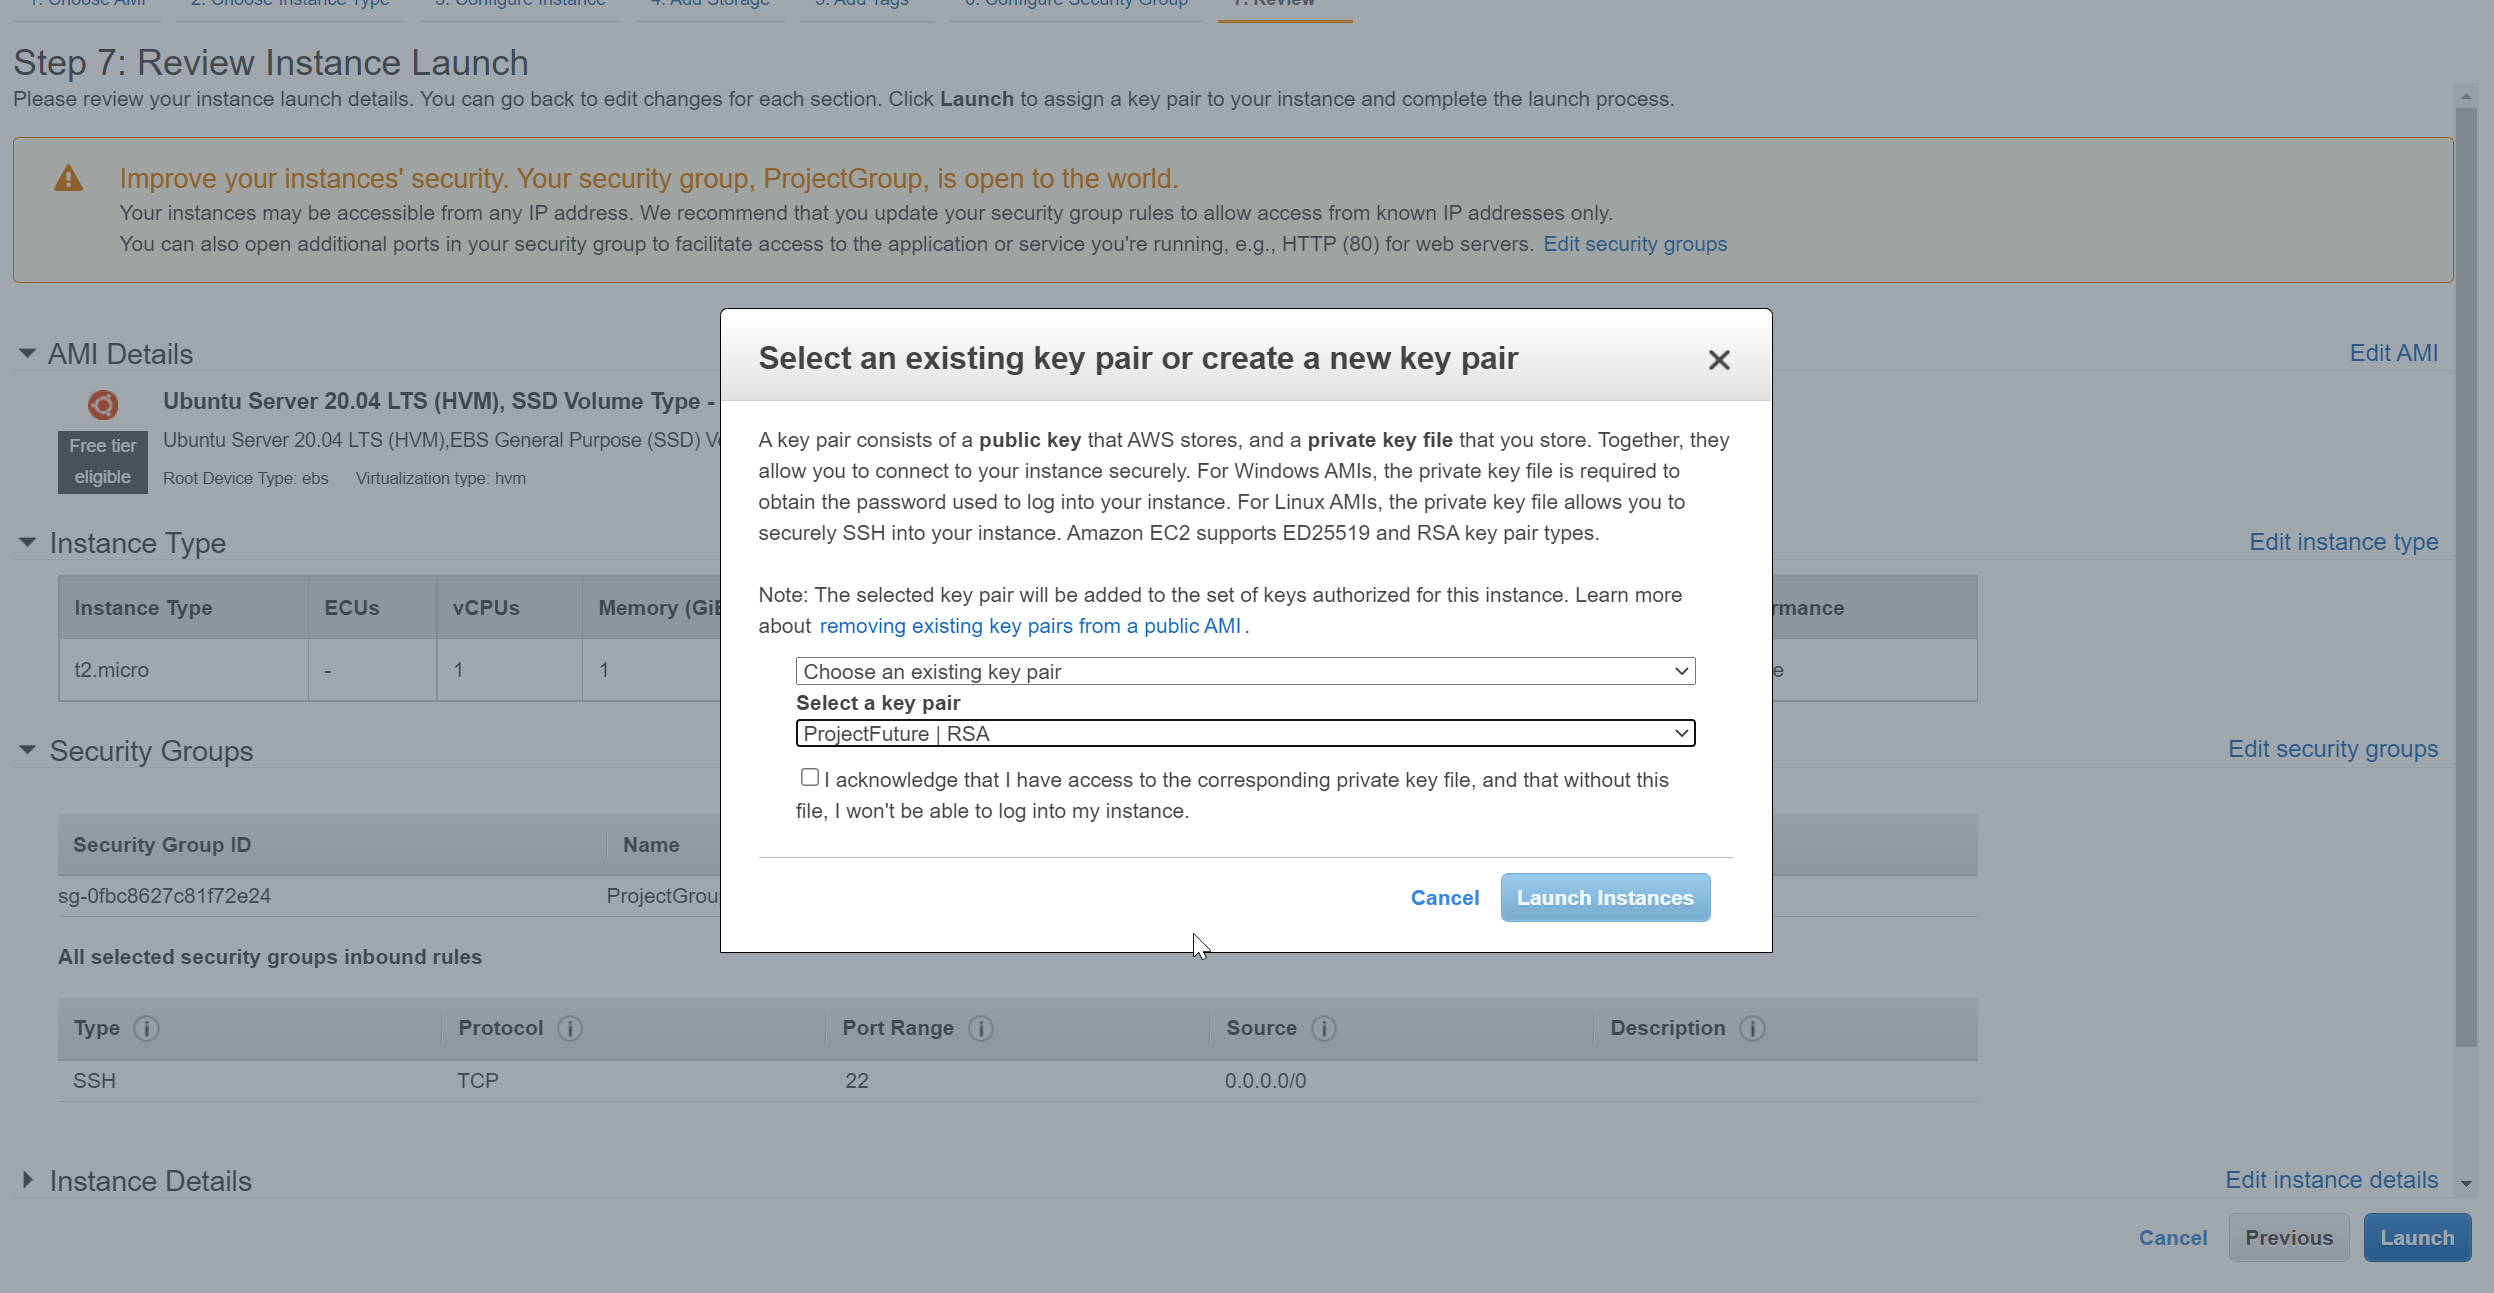 1. Choose AMI 2. Choose Instance Type 3. Configure Instance 4. Add Storage 5. Add Tags 6. Configure Security Group 7. Review
Step 7: Review Instance Launch
Please review your instance launch details. You can go back to edit changes for each section. Click Launch to assign a key pair to your instance and complete the launch process.
Improve your instances' security. Your security group, ProjectGroup, is open to the world.
Your instances may be accessible from any IP address. We recommend that you update your security group rules to allow access from known IP addresses only.
You can also open additional ports in your security group to facilitate access to the application or service you're running, e.g., HTTP (80) for web servers. Edit security groups
AMI Details Edit AMI
Ubuntu Server 20.04 LTS (HVM), SSD Volume Type -
Free tier eligible
Ubuntu Server 20.04 LTS (HVM),EBS General Purpose (SSD) Vo
Root Device Type: ebs Virtualization type: hvm
Instance Type Edit instance type
Instance Type ECUs vCPUs Memory (GiB rmance
t2.micro - 1 1 e
Security Groups Edit security groups
Security Group ID Name
sg-0fbc8627c81f72e24 ProjectGrou
All selected security groups inbound rules
Type Protocol Port Range Source Description
SSH TCP 22 0.0.0.0/0
Instance Details Edit instance details
Cancel Previous Launch
Select an existing key pair or create a new key pair
A key pair consists of a public key that AWS stores, and a private key file that you store. Together, they
allow you to connect to your instance securely. For Windows AMIs, the private key file is required to
obtain the password used to log into your instance. For Linux AMIs, the private key file allows you to
securely SSH into your instance. Amazon EC2 supports ED25519 and RSA key pair types.
Note: The selected key pair will be added to the set of keys authorized for this instance. Learn more
about removing existing key pairs from a public AMI .
Choose an existing key pair
Select a key pair
ProjectFuture | RSA
I acknowledge that I have access to the corresponding private key file, and that without this
file, I won't be able to log into my instance.
Cancel Launch Instances